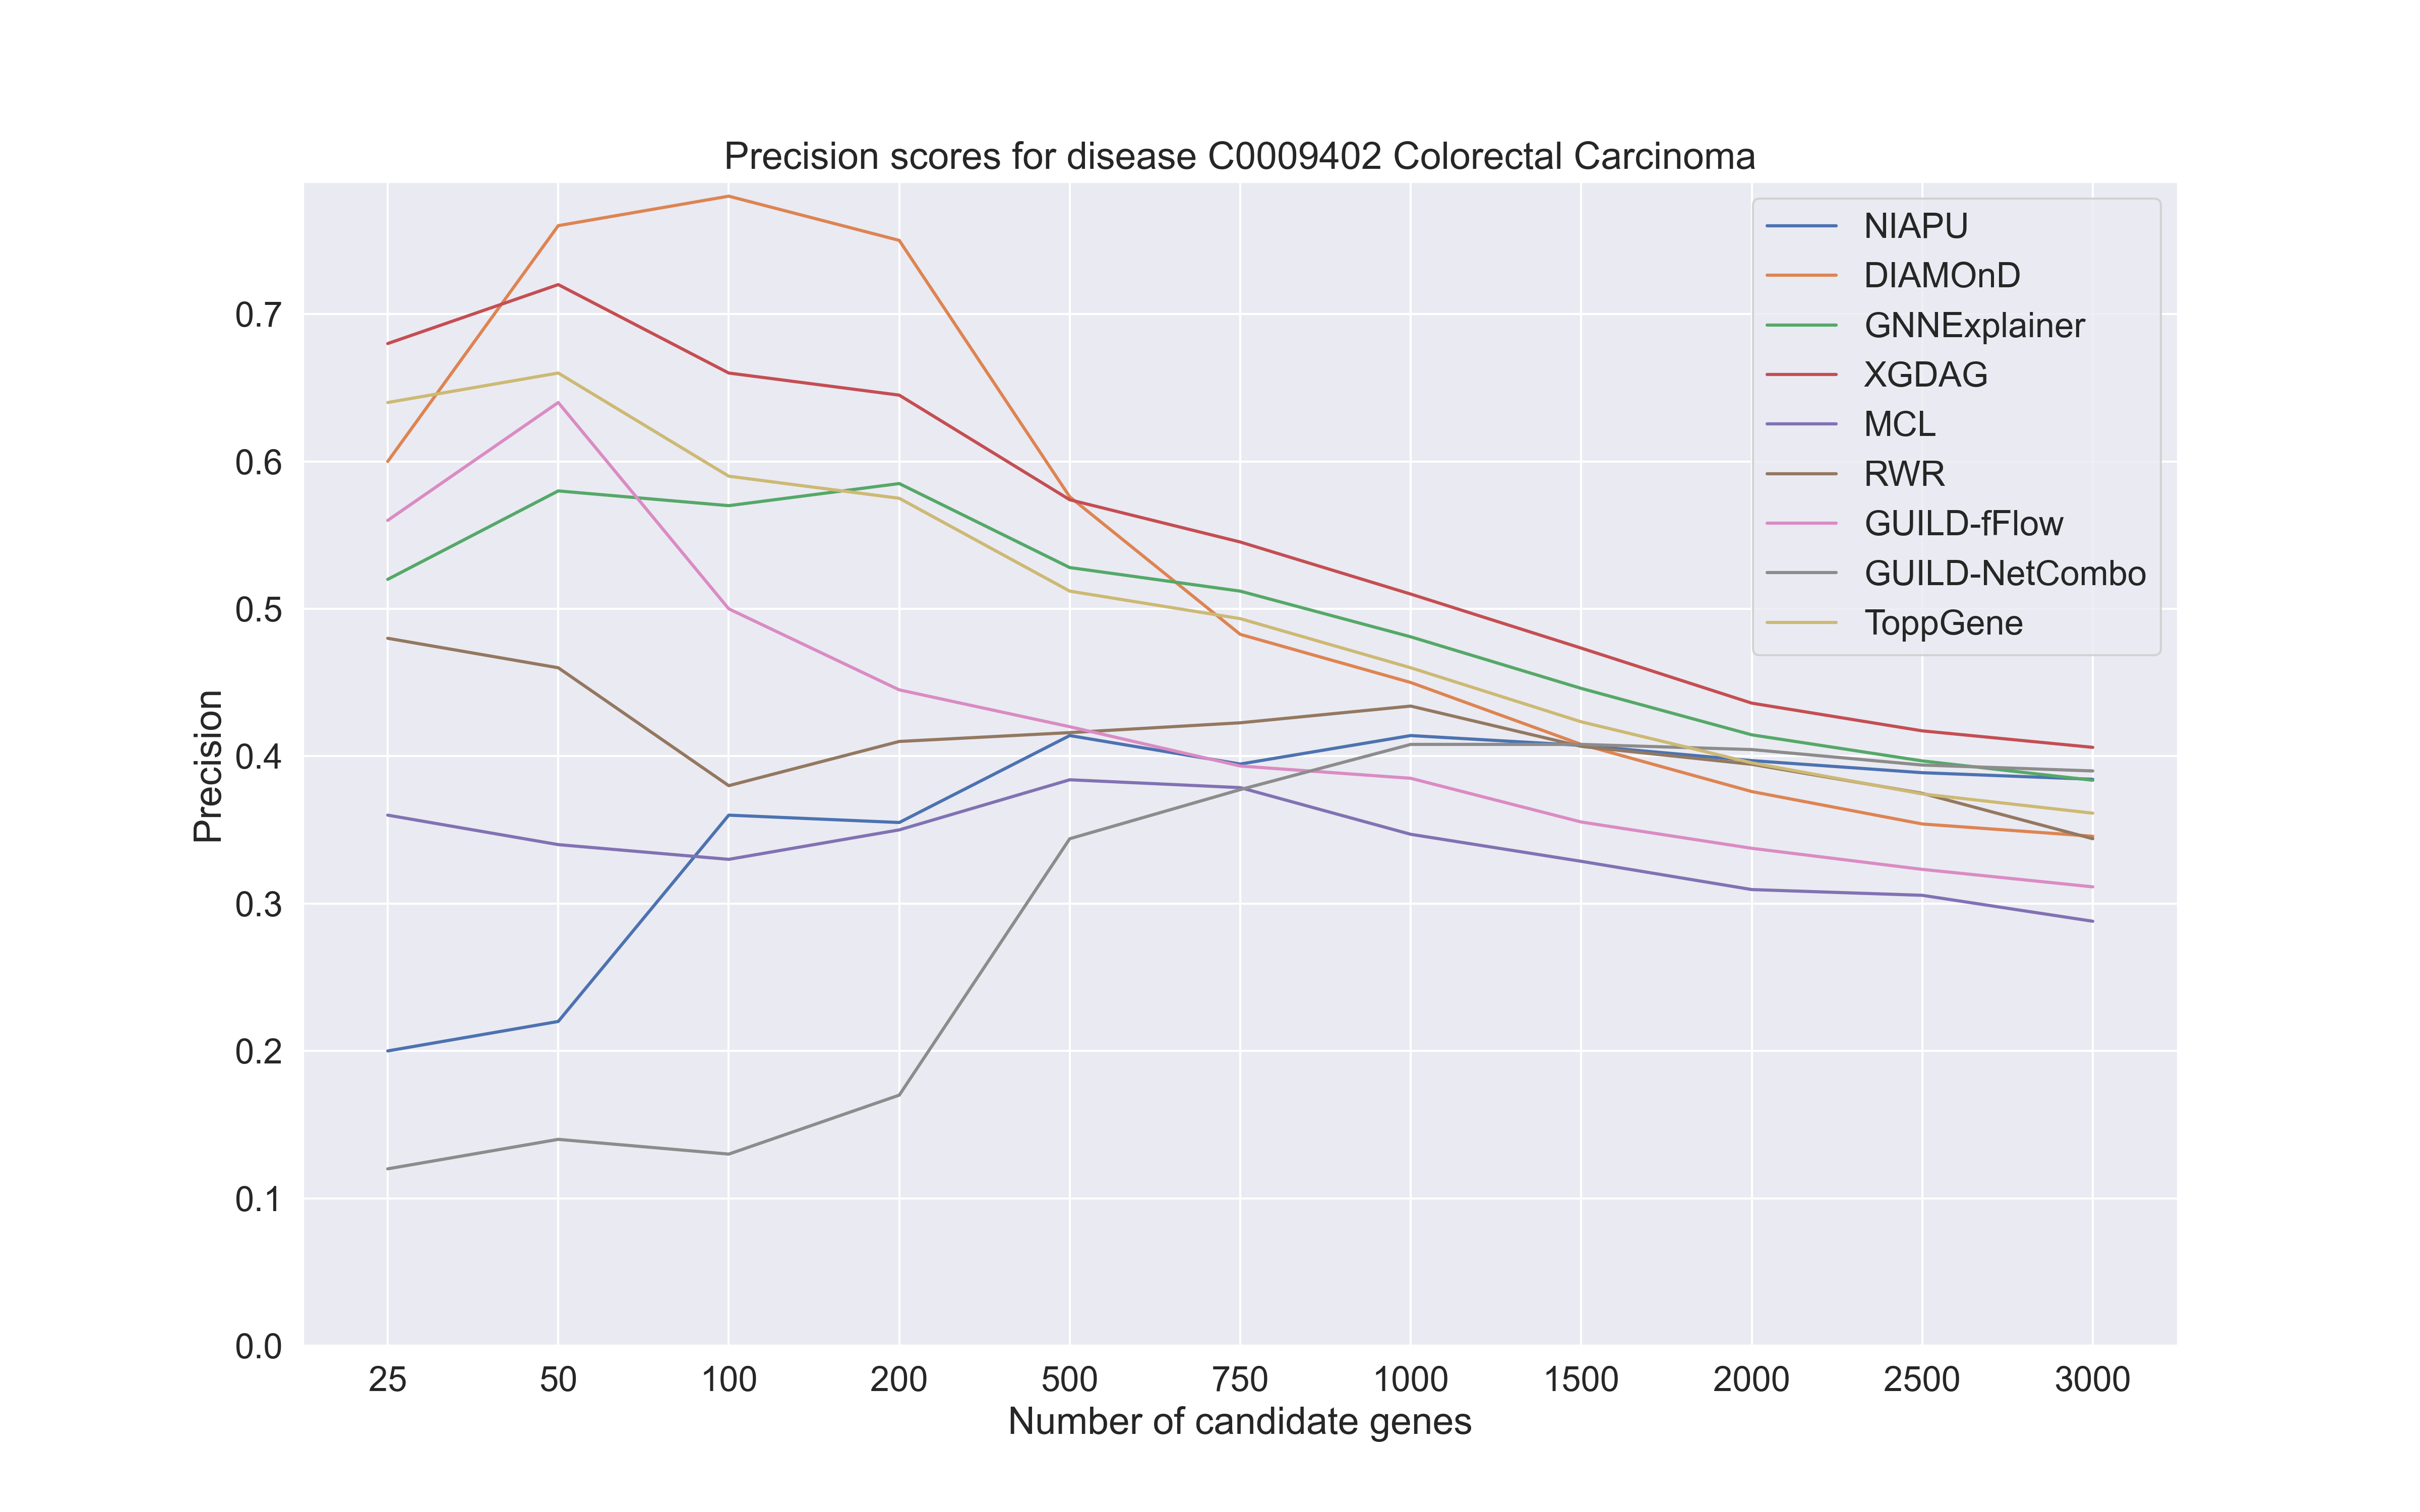 Precision scores for disease C0009402 Colorectal Carcinoma
NIAPU
DIAMOnD
GNNExplainer
XGDAG
MCL
RWR
GUILD-fFlow
GUILD-NetCombo
ToppGene
Precision
0.7
0.6
0.5
0.4
0.3
0.2
0.1
0.0
25 50 100 200 500 750 1000 1500 2000 2500 3000
Number of candidate genes